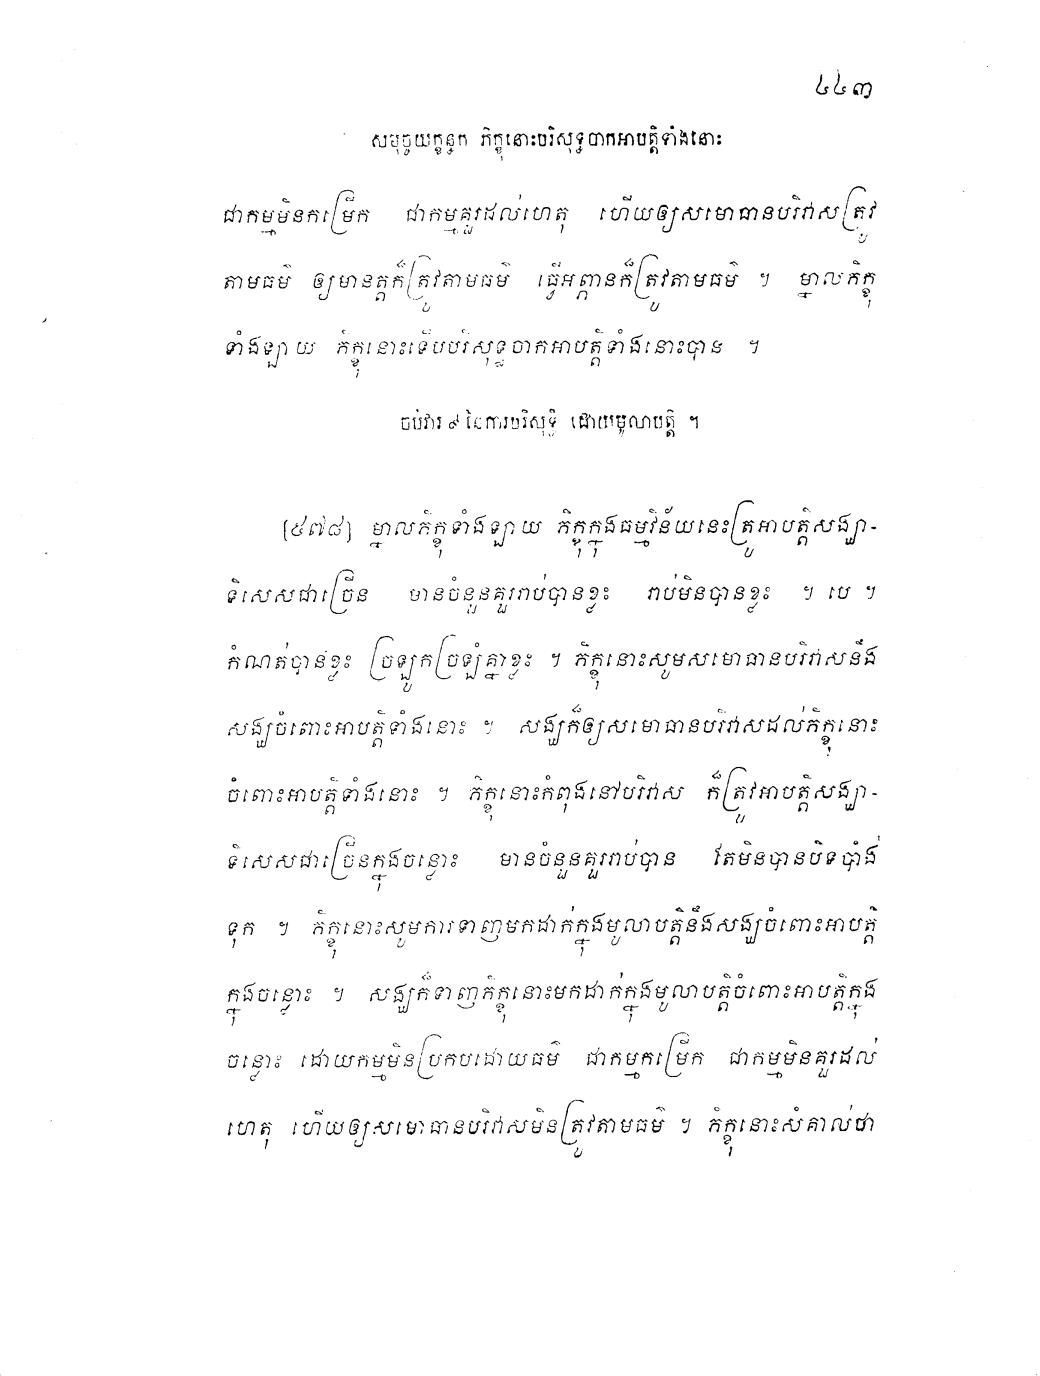 ៤៤៣
សមុច្ចយក្ខន្ធក ភិក្ខុនោះបរិសុទ្ធចាកអាបត្តិទាំងនោះ
ជាកម្មមិនកម្រើក ជាកម្មគួរដល់ហេតុ ហើយឲ្យសមោធានបរិវាសត្រូវ
តាមធម៌ ឲ្យមានត្តក៏ត្រូវតាមធម៌ ធ្វើអព្ភានក៏ត្រូវតាមធម៌ ។ ម្នាលភិក្ខុ
ទាំងឡាយ ភិក្ខុនោះទើបបរិសុទ្ធចាកអាបត្តិទាំងនោះបាន ។
ចប់វារ ៩ នៃការបរិសុទ្ធិ ដោយមូលាបត្តិ ។
[៥៧៨] ម្នាលភិក្ខុទាំងឡាយ ភិក្ខុក្នុងធម្មវិន័យនេះត្រូវអាបត្តិសង្ឃា-
ទិសេសជាច្រើន មានចំនួនគួររាប់បានខ្លះ រាប់មិនបានខ្លះ ។ បេ ។
កំណត់បានខ្លះ ច្រឡូកច្រឡំគ្នាខ្លះ ។ ភិក្ខុនោះសូមសមោធានបរិវាសនឹង
សង្ឃចំពោះអាបត្តិទាំងនោះ ។ សង្ឃក៏ឲ្យសមោធានបរិវាសដល់ភិក្ខុនោះ
ចំពោះអាបត្តិទាំងនោះ ។ ភិក្ខុនោះកំពុងនៅបរិវាស ក៏ត្រូវអាបត្តិសង្ឃា-
ទិសេសជាច្រើនក្នុងចន្លោះ មានចំនួនគួររាប់បាន តែមិនបានបិទបាំង
ទុក ។ ភិក្ខុនោះសូមការទាញមកដាក់ក្នុងមូលាបត្តិនឹងសង្ឃចំពោះអាបត្តិ
ក្នុងចន្លោះ ។ សង្ឃក៏ទាញភិក្ខុនោះមកដាក់ក្នុងមូលាបត្តិចំពោះអាបត្តិក្នុង
ចន្លោះ ដោយកម្មមិនប្រកបដោយធម៌ ជាកម្មកម្រើក ជាកម្មមិនគួរដល់
ហេតុ ហើយឲ្យសមោធានបរិវាសមិនត្រូវតាមធម៌ ។ ភិក្ខុនោះសំគាល់ថា